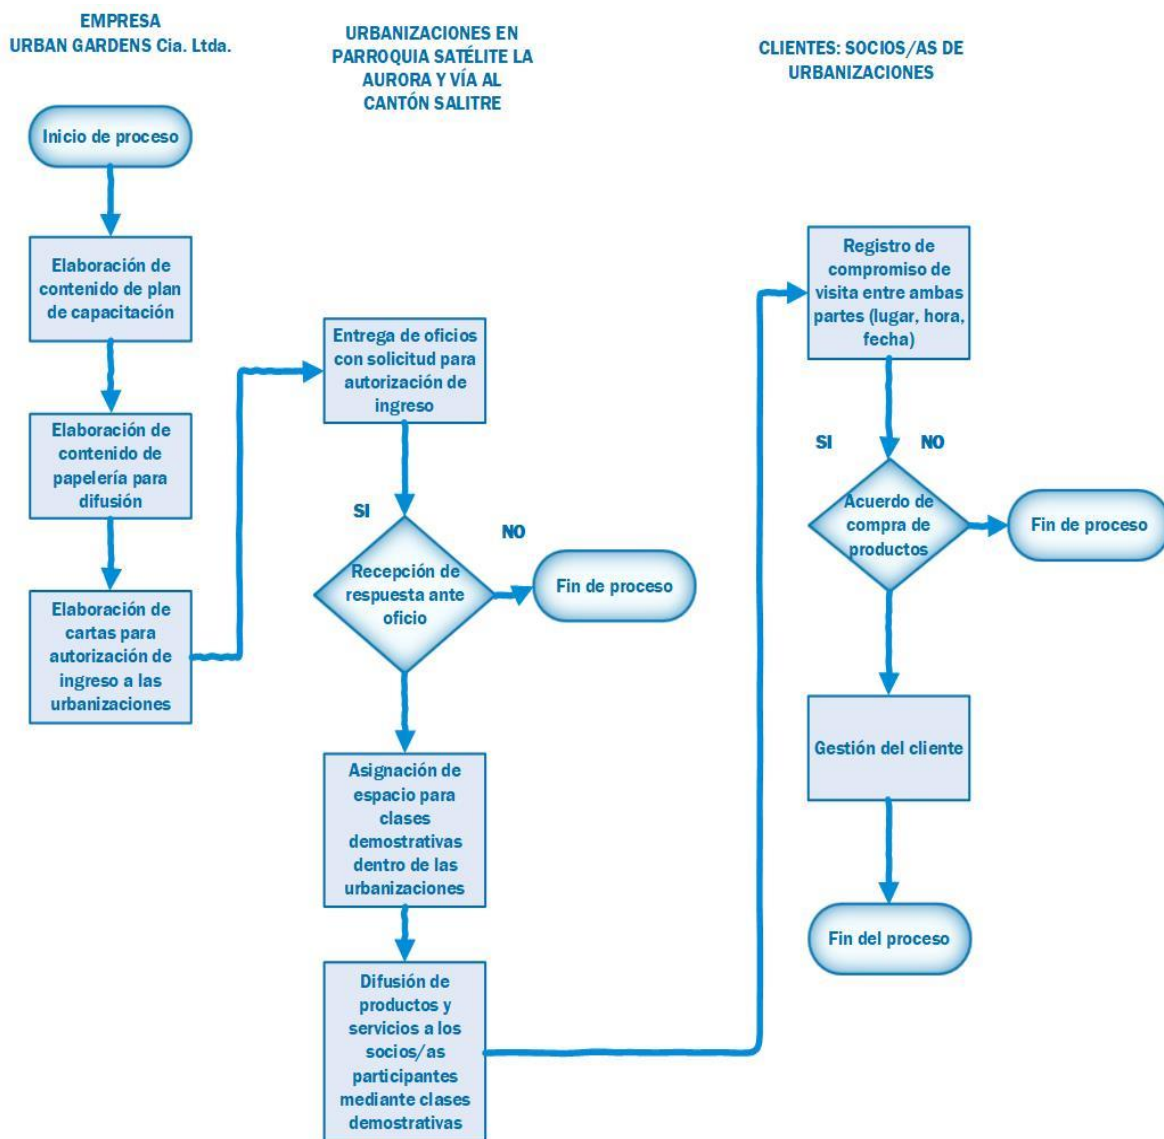 EMPRESA
URBAN GARDENS Cia. Ltda.
Inicio de proceso
Elaboración de
contenido de plan
de capacitación
Elaboración de
contenido de
papelería para
difusión
Elaboración de
cartas para
autorización de
ingreso a las
urbanizaciones
URBANIZACIONES EN
PARROQUIA SATÉLITE LA
AURORA Y VÍA AL
CANTÓN SALITRE
Entrega de oficios
con solicitud para
autorización de
ingreso
SI
NO
Recepción de
respuesta ante
oficio
Fin de proceso
Asignación de
espacio para
clases
demostrativas
dentro de las
urbanizaciones
Difusión de
productos y
servicios a los
socios/as
participantes
mediante clases
demostrativas
CLIENTES: SOCIOS/AS DE
URBANIZACIONES
Registro de
compromiso de
visita entre ambas
partes (lugar, hora,
fecha)
SI
NO
Acuerdo de
compra de
productos
Fin de proceso
Gestión del cliente
Fin del proceso